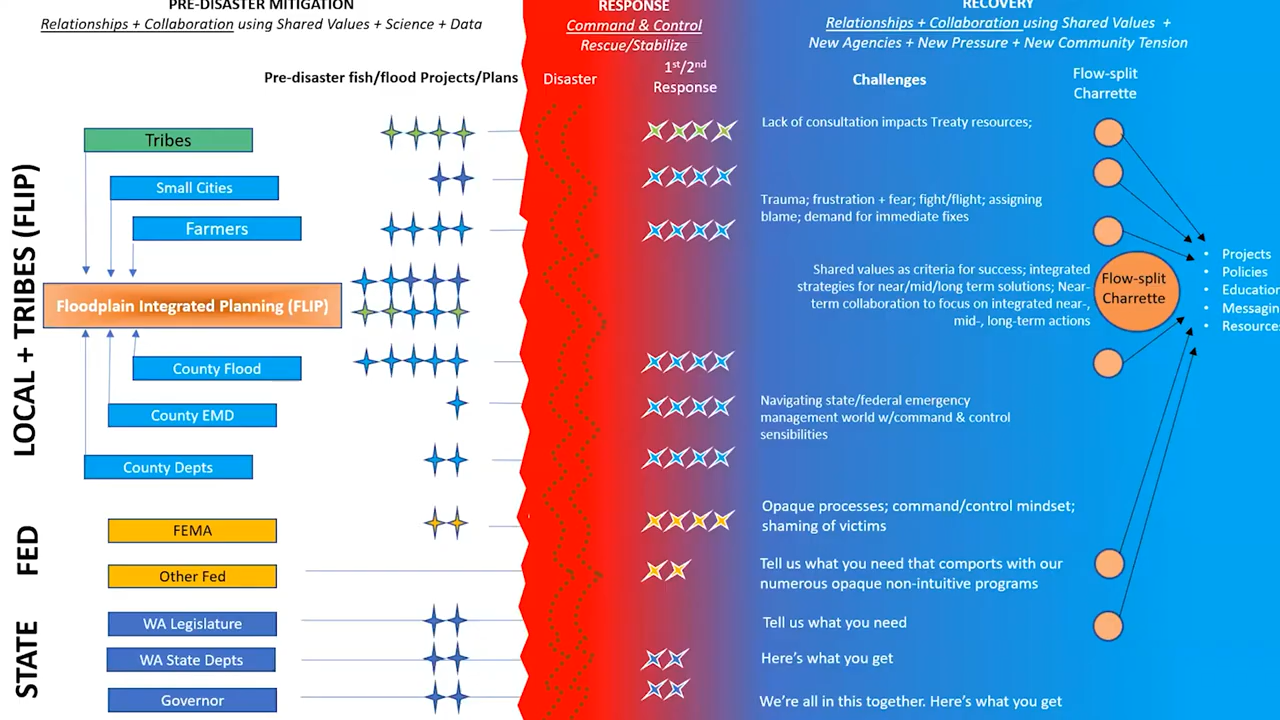 PRE-DISASTER MITIGATION
Relationships + Collaboration using Shared Values + Science + Data
RESPONSE
Command & Control
Rescue/Stabilize
RECOVERY
Relationships + Collaboration using Shared Values +
New Agencies + New Pressure + New Community Tension
Pre-disaster fish/flood Projects/Plans
Disaster
1st/2nd
Response
Challenges
Flow-split
Charrette
LOCAL + TRIBES (FLIP)
Tribes
Small Cities
Farmers
Floodplain Integrated Planning (FLIP)
County Flood
County EMD
County Depts
FED
FEMA
Other Fed
STATE
WA Legislature
WA State Depts
Governor
Lack of consultation impacts Treaty resources;
Trauma; frustration + fear; fight/flight; assigning
blame; demand for immediate fixes
Shared values as criteria for success; integrated
strategies for near/mid/long term solutions; Near-
term collaboration to focus on integrated near-,
mid-, long-term actions
Navigating state/federal emergency
management world w/command & control
sensibilities
Opaque processes; command/control mindset;
shaming of victims
Tell us what you need that comports with our
numerous opaque non-intuitive programs
Tell us what you need
Here's what you get
We're all in this together. Here's what you get
Flow-split
Charrette
• Projects
• Policies
• Education
• Messagin
• Resources